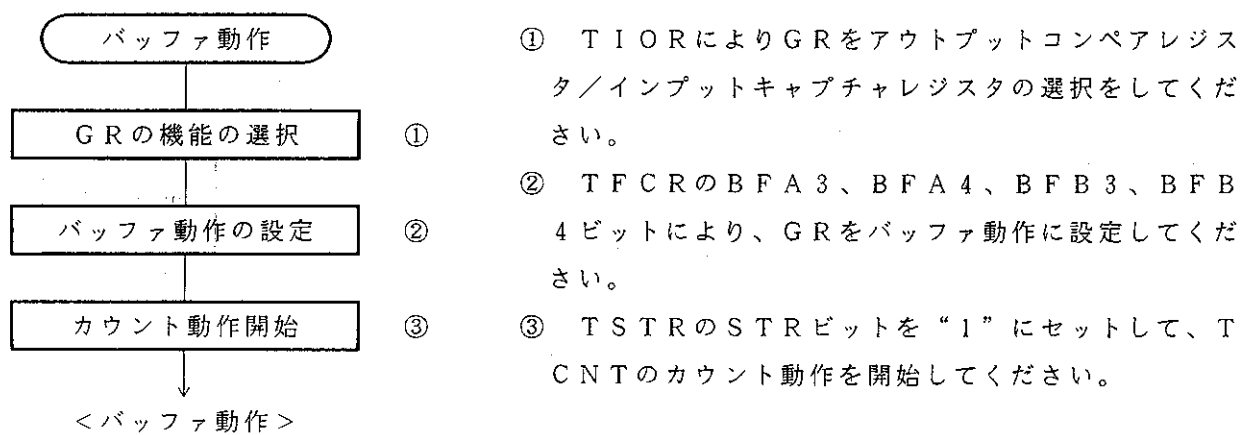 バッファ動作
GRの機能の選択 ①
バッファ動作の設定 ②
カウント動作開始 ③
<バッファ動作>
① TIORによりGRをアウトプットコンペアレジス
タ/インプットキャプチャレジスタの選択をしてくだ
さい。
② TFCRのBFA3、BFA4、BFB3、BFB
4ビットにより、GRをバッファ動作に設定してくだ
さい。
③ TSTRのSTRビットを“1”にセットして、T
CNTのカウント動作を開始してください。